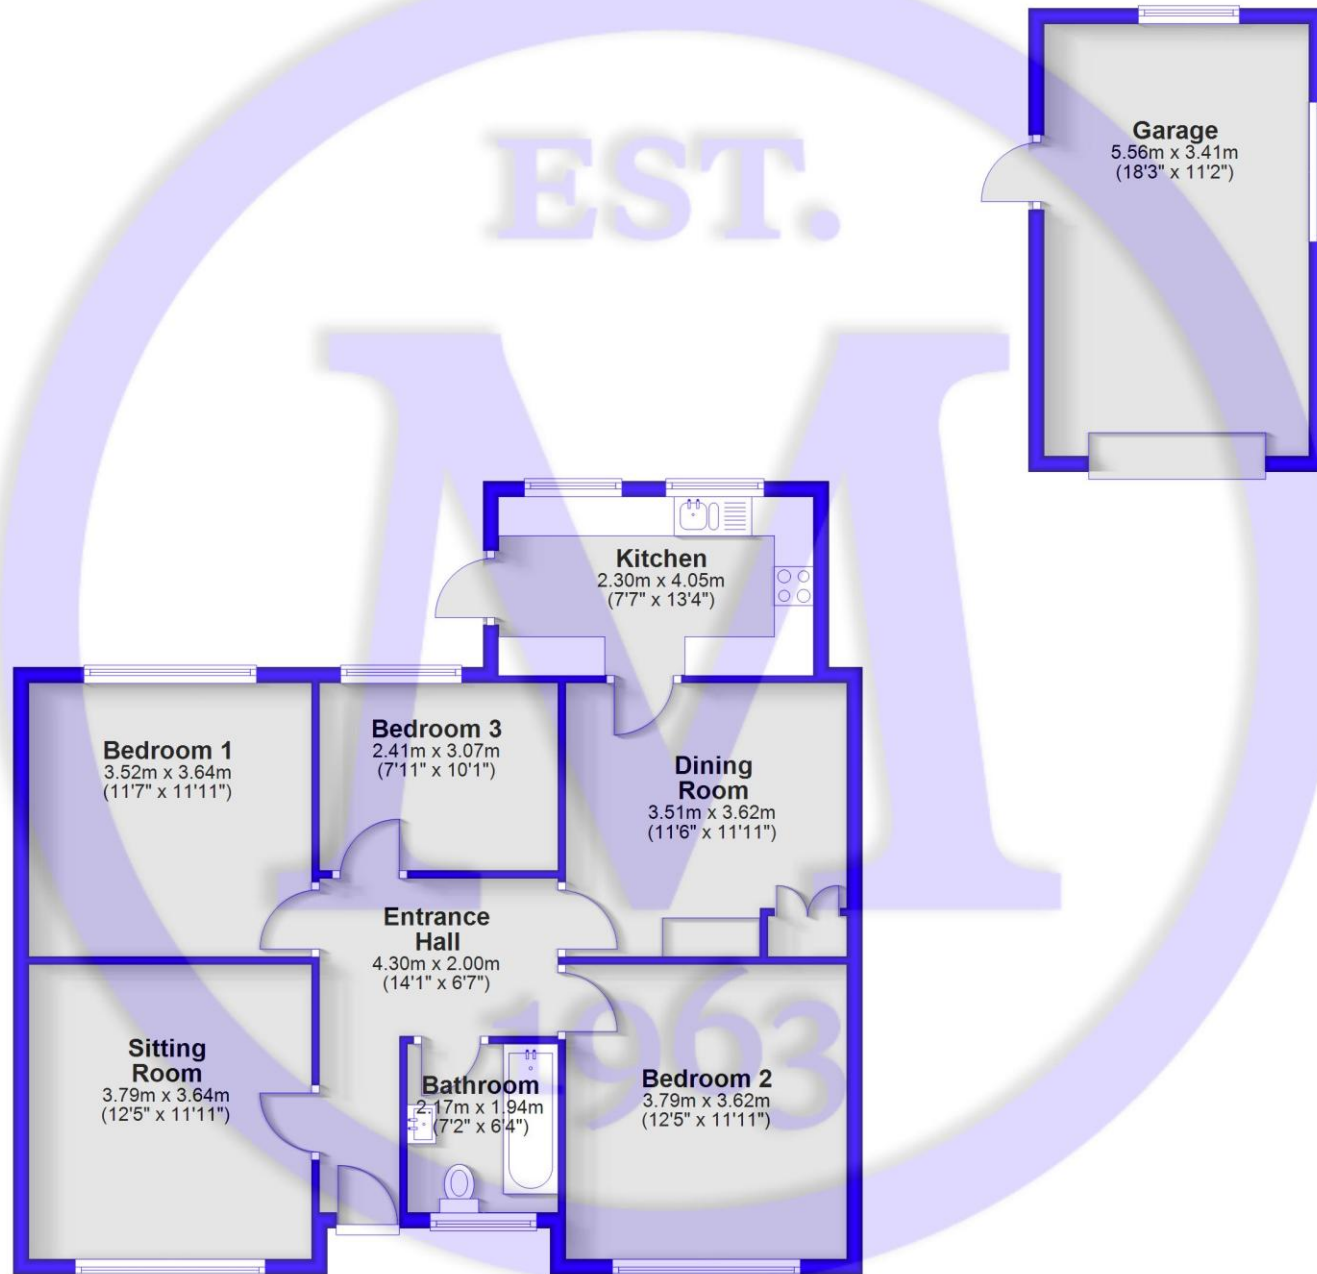 EST.
Garage
5.56m x 3.41m
(18'3" x 11'2")
Kitchen
2.30m x 4.05m
(7'7" x 13'4")
Bedroom 1
3.52m x 3.64m
(11'7" x 11'11")
Bedroom 3
2.41m x 3.07m
(7'11" x 10'1")
Dining
Room
3.51m x 3.62m
(11'6" x 11'11")
Entrance
Hall
4.30m x 2.00m
(14'1" x 6'7")
Sitting
Room
3.79m x 3.64m
(12'5" x 11'11")
Bathroom
2.17m x 1.94m
(7'2" x 6'4")
Bedroom 2
3.79m x 3.62m
(12'5" x 11'11")
M
1963